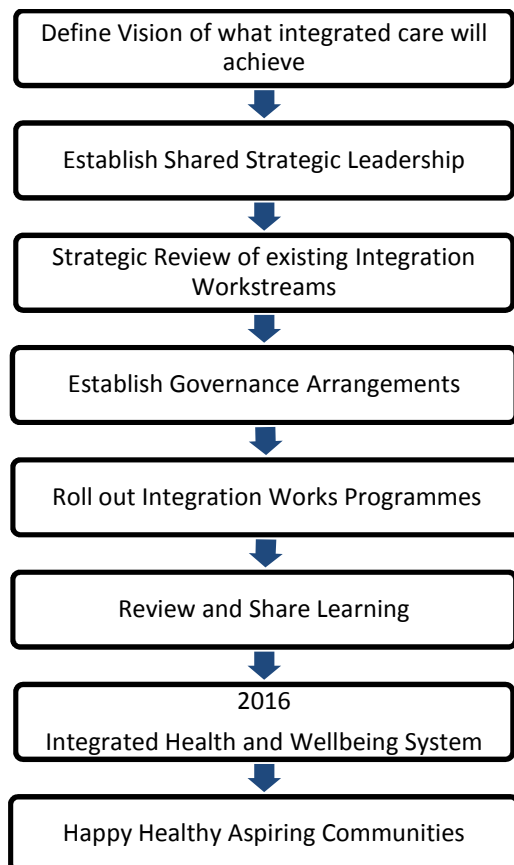 Define Vision of what integrated care will
achieve
Establish Shared Strategic Leadership
Strategic Review of existing Integration
Workstreams
Establish Governance Arrangements
Roll out Integration Works Programmes
Review and Share Learning
2016
Integrated Health and Wellbeing System
Happy Healthy Aspiring Communities